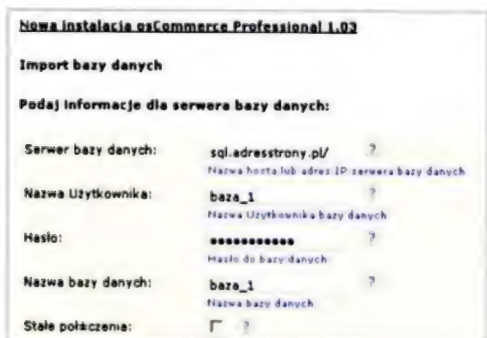 Nowa instalacja osCommerce Professional 1.03
Import bazy danych
Podaj informacje dla serwera bazy danych:
Serwer bazy danych: sql.adresstrony.pl/ ?
Nazwa hosta lub adres IP serwera bazy danych
Nazwa Użytkownika: baza_1 ?
Nazwa Użytkownika bazy danych
Hasło: ●●●●●●●●●●● ?
Hasło do bazy danych
Nazwa bazy danych: baza_1 ?
Nazwa bazy danych
Stałe połączenia: ?